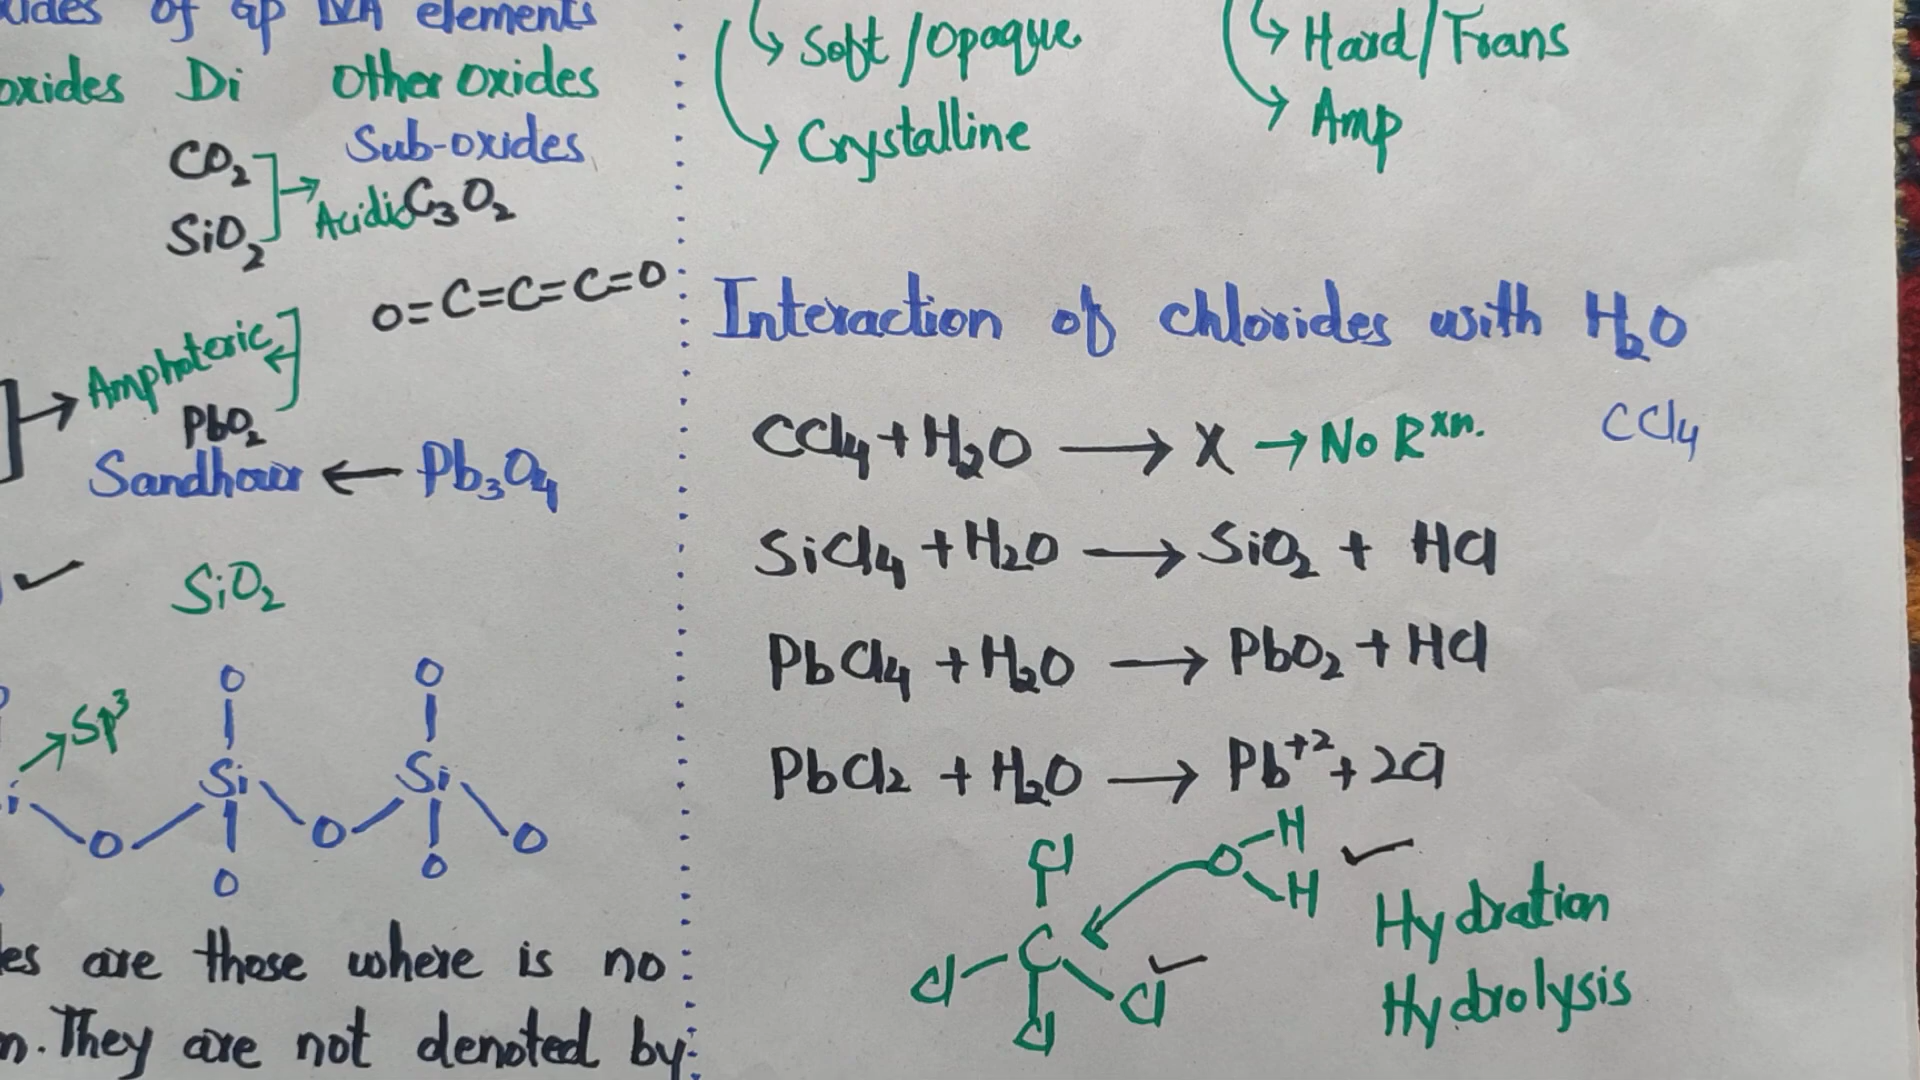 of gp IVA elements
oxides Di Other oxides
CO₂ Sub-oxides
SiO₂ → Acidic C₃O₂
O=C=C=C=O
→ Amphoteric
PbO₂
← Pb₃O₄
✓ SiO₂
→ Sp³
O O
Si Si
O O O
O O
are those where is no
They are not denoted by
→ Soft/Opaque
→ Crystalline
→ Hard/Trans
→ Amp
Interaction of chlorides with H₂O
CCl₄ + H₂O → X → No Rˣⁿ· CCl₄
SiCl₄ + H₂O → SiO₂ + HCl
PbCl₄ + H₂O → PbO₂ + HCl
PbCl₂ + H₂O → Pb⁺² + 2Cl
Cl O H ✓
H
Hydration
C
Cl Cl ✓
Cl
Hydrolysis